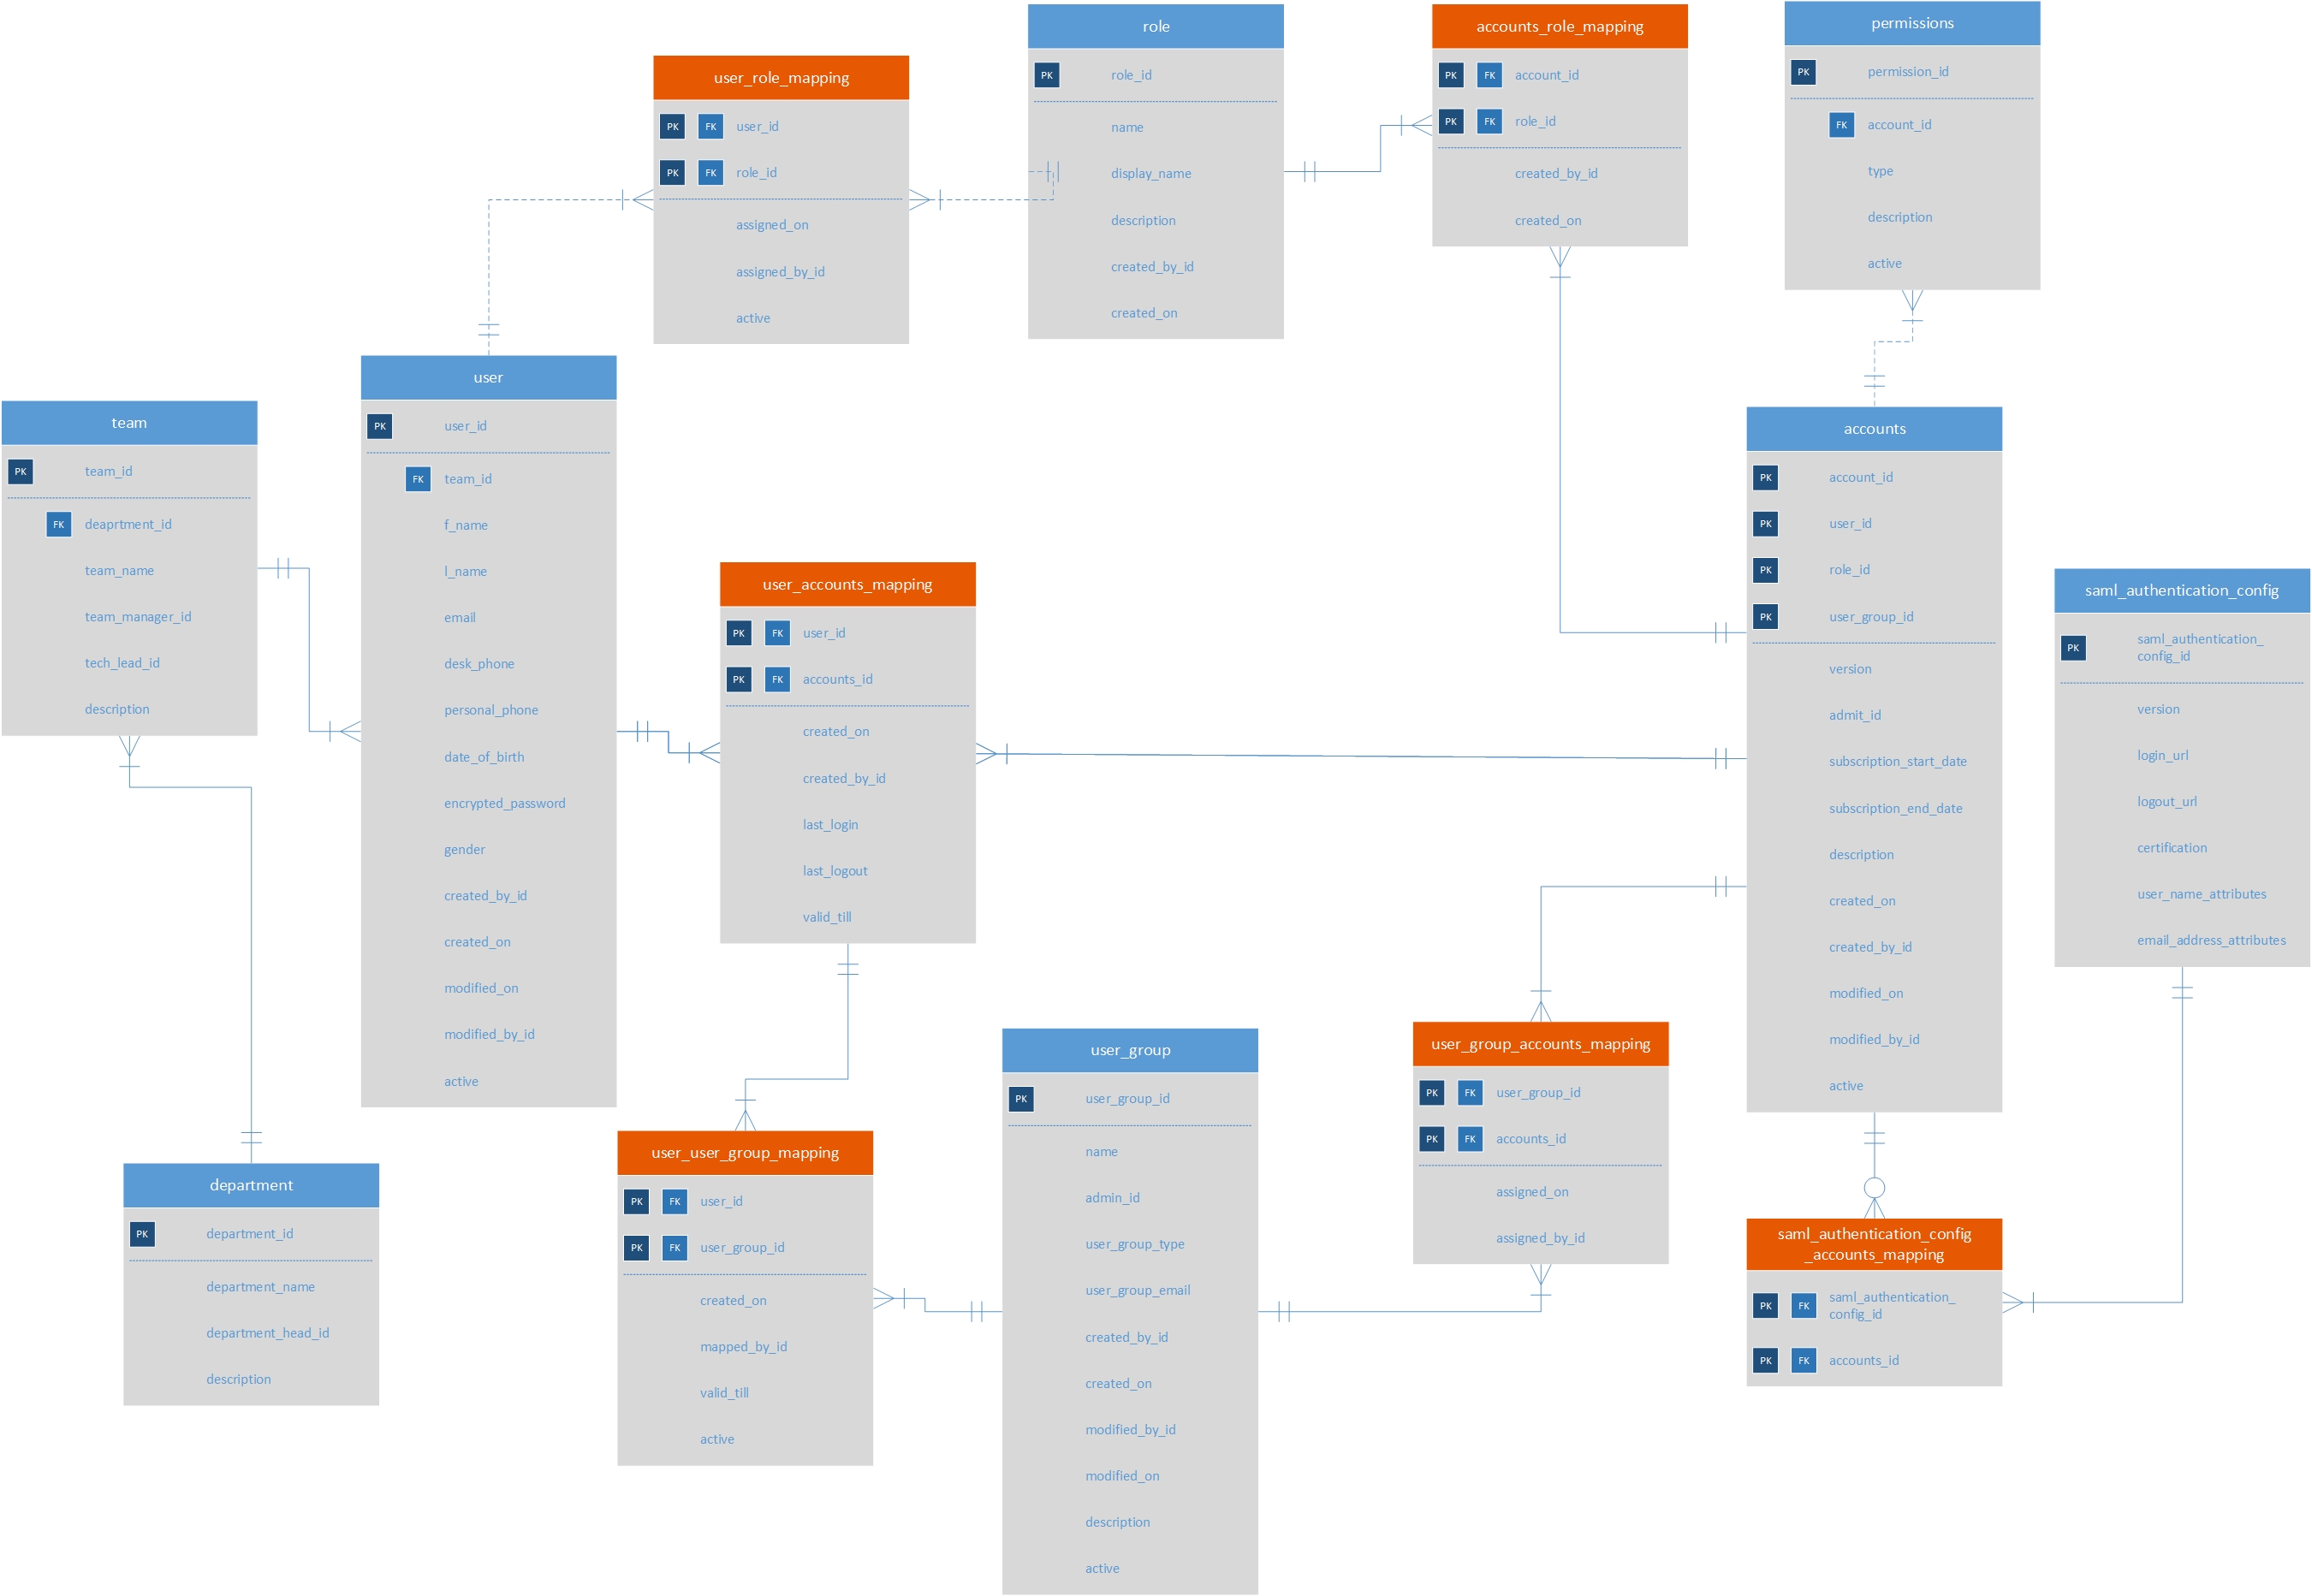 role
PK
role_id
name
display_name
description
created_by_id
created_on
accounts_role_mapping
PK FK account_id
PK FK role_id
created_by_id
created_on
permissions
PK permission_id
FK account_id
type
description
active
user_role_mapping
PK FK user_id
PK FK role_id
assigned_on
assigned_by_id
active
user
PK user_id
FK team_id
f_name
l_name
email
desk_phone
personal_phone
date_of_birth
encrypted_password
gender
created_by_id
created_on
modified_on
modified_by_id
active
team
PK team_id
FK deaprtment_id
team_name
team_manager_id
tech_lead_id
description
accounts
PK account_id
PK user_id
PK role_id
PK user_group_id
version
admit_id
subscription_start_date
subscription_end_date
description
created_on
created_by_id
modified_on
modified_by_id
active
user_accounts_mapping
PK FK user_id
PK FK accounts_id
created_on
created_by_id
last_login
last_logout
valid_till
saml_authentication_config
PK saml_authentication_
config_id
version
login_url
logout_url
certification
user_name_attributes
email_address_attributes
user_group
PK user_group_id
name
admin_id
user_group_type
user_group_email
created_by_id
created_on
modified_by_id
modified_on
description
active
user_group_accounts_mapping
PK FK user_group_id
PK FK accounts_id
assigned_on
assigned_by_id
user_user_group_mapping
PK FK user_id
PK FK user_group_id
created_on
mapped_by_id
valid_till
active
department
PK department_id
department_name
department_head_id
description
saml_authentication_config
_accounts_mapping
PK FK saml_authentication_
config_id
PK FK accounts_id